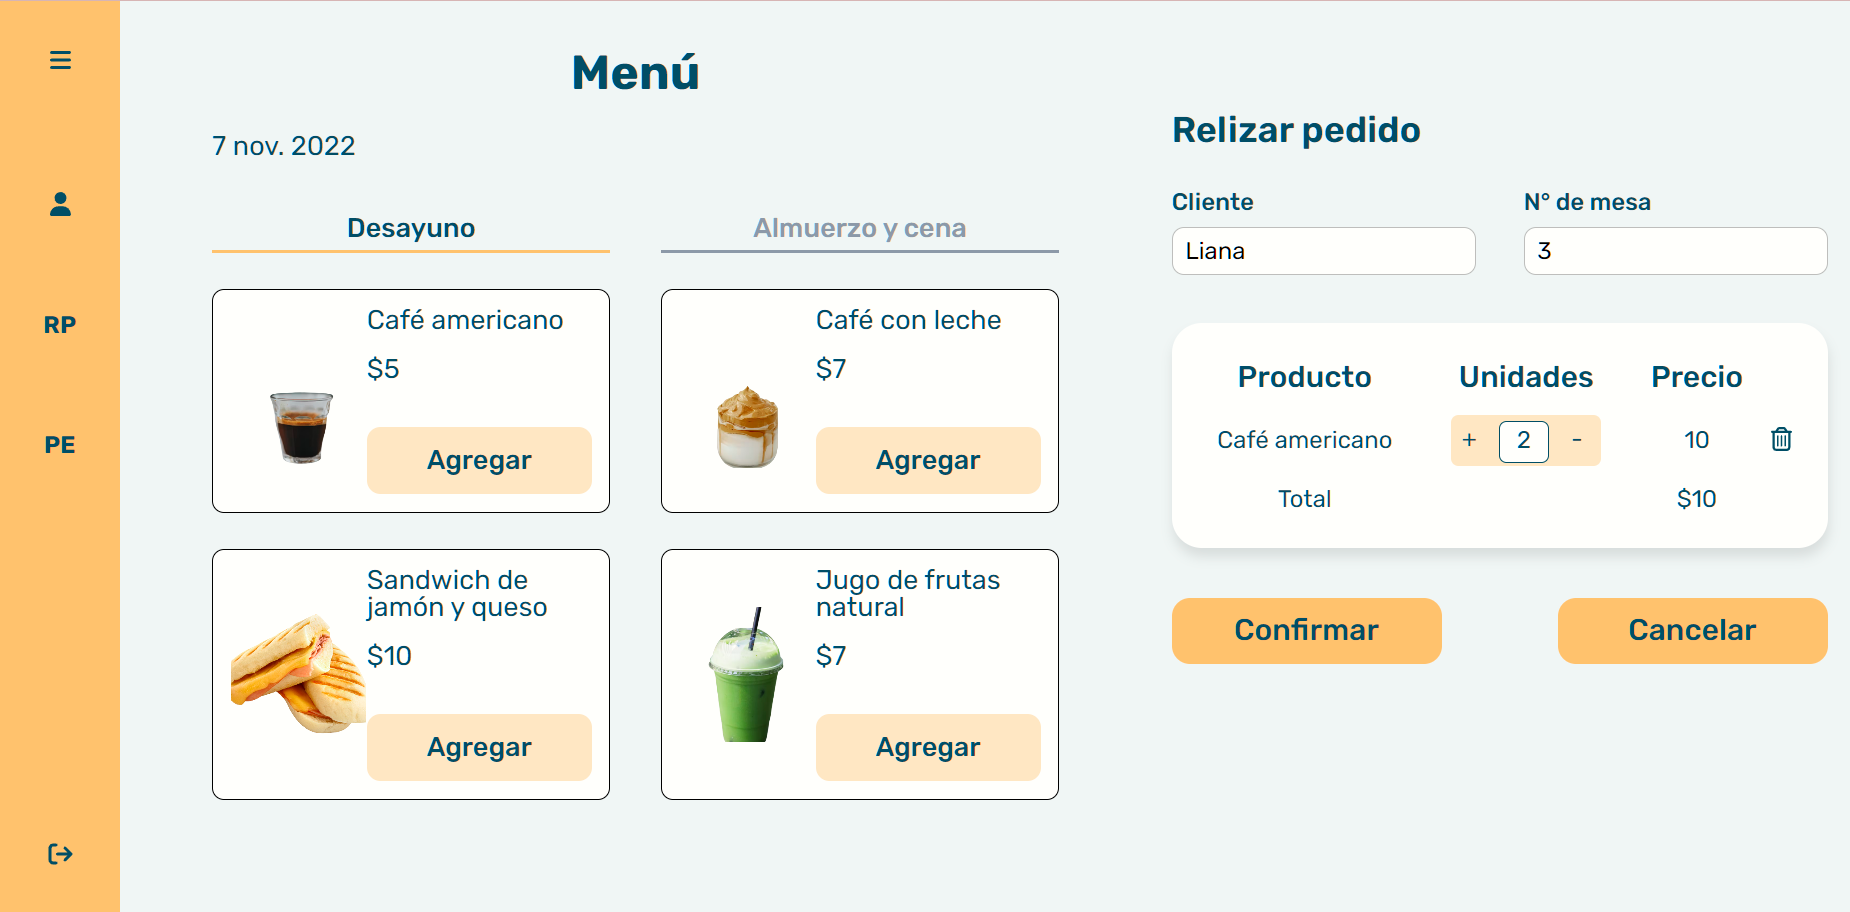 RP
PE
Menú
7 nov. 2022
Desayuno
Almuerzo y cena
Café americano
$5
Agregar
Café con leche
$7
Agregar
Sandwich de
jamón y queso
$10
Agregar
Jugo de frutas
natural
$7
Agregar
Relizar pedido
Cliente
N° de mesa
Liana
3
Producto Unidades Precio
Café americano + 2 - 10
Total $10
Confirmar
Cancelar